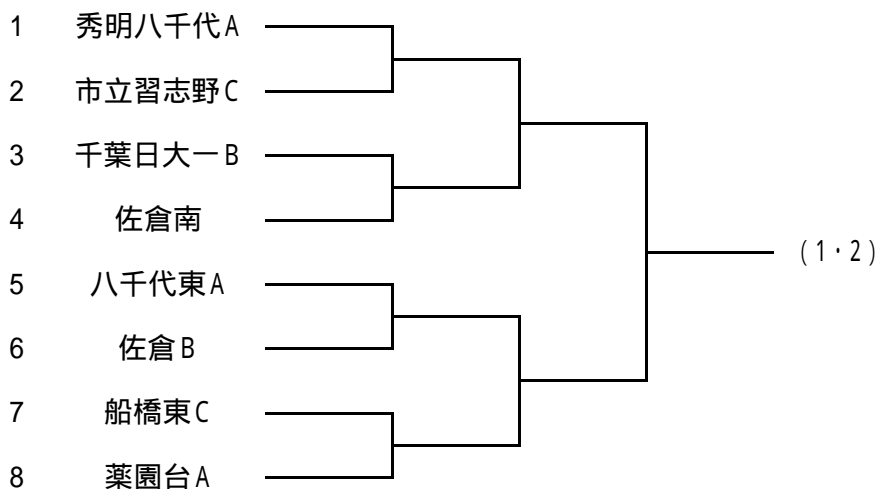 1 秀明八千代A
2 市立習志野C
3 千葉日大一B
4 佐倉南
(1・2)
5 八千代東A
6 佐倉B
7 船橋東C
8 薬園台A